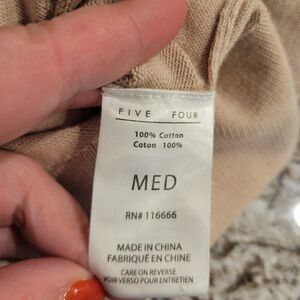 FIVE FOUR
100% Cotton
Coton 100%
MED
RN# 116666
MADE IN CHINA
FABRIQUÉ EN CHINE
CARE ON REVERSE
VOIR VERSO POUR ENTRETIEN